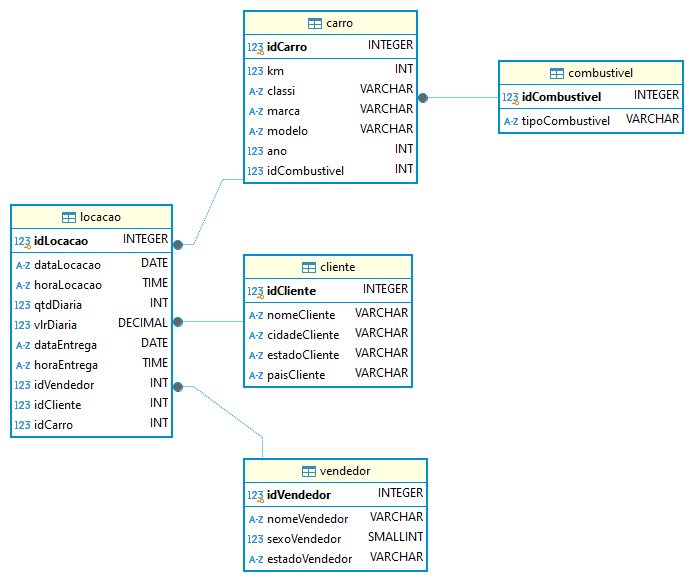 carro
123 idCarro INTEGER
123 km INT
A-Z classi VARCHAR
A-Z marca VARCHAR
A-Z modelo VARCHAR
123 ano INT
123 idCombustivel INT
combustivel
123 idCombustivel INTEGER
A-Z tipoCombustivel VARCHAR
locacao
123 idLocacao INTEGER
A-Z dataLocacao DATE
A-Z horaLocacao TIME
123 qtdDiaria INT
123 vlrDiaria DECIMAL
A-Z dataEntrega DATE
A-Z horaEntrega TIME
123 idVendedor INT
123 idCliente INT
123 idCarro INT
cliente
123 idCliente INTEGER
A-Z nomeCliente VARCHAR
A-Z cidadeCliente VARCHAR
A-Z estadoCliente VARCHAR
A-Z paisCliente VARCHAR
vendedor
123 idVendedor INTEGER
A-Z nomeVendedor VARCHAR
123 sexoVendedor SMALLINT
A-Z estadoVendedor VARCHAR